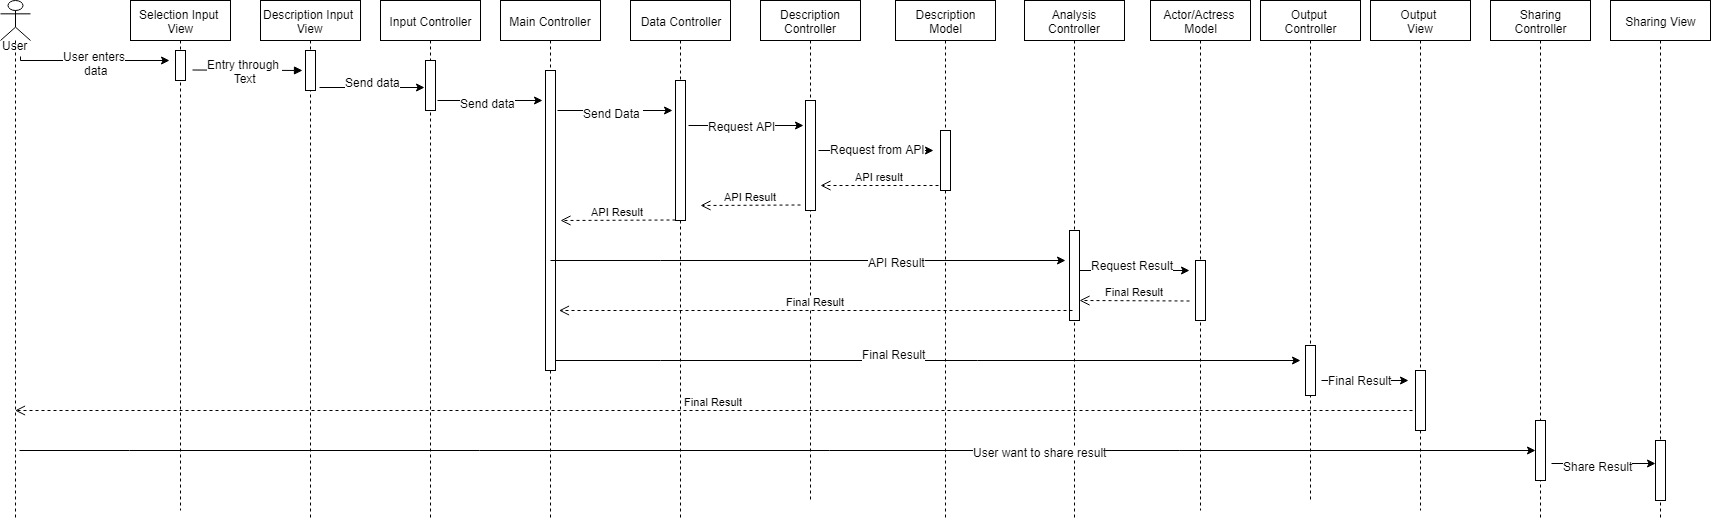 Selection Input
View
Description Input
View
Input Controller
Main Controller
Data Controller
Description
Controller
Description
Model
Analysis
Controller
Actor/Actress
Model
Output
Controller
Output
View
Sharing
Controller
Sharing View
User
User enters
data
Entry through
Text
Send data
Send data
Send Data
Request API
Request from API
API result
API Result
API Result
API Result
Request Result
Final Result
Final Result
Final Result
Final Result
Final Result
User want to share result
Share Result